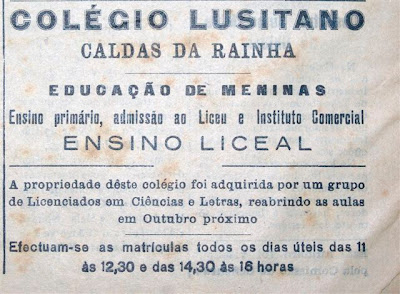 COLÉGIO LUSITANO
CALDAS DA RAINHA
EDUCAÇÃO DE MENINAS
Ensino primário, admissão ao Liceu e Instituto Comercial
ENSINO LICEAL
A propriedade dêste colégio foi adquirida por um grupo
de Licenciados em Ciências e Letras, reabrindo as aulas
em Outubro próximo
Efectuam-se as matrículas todos os dias úteis das 11
às 12,30 e das 14,30 às 16 horas